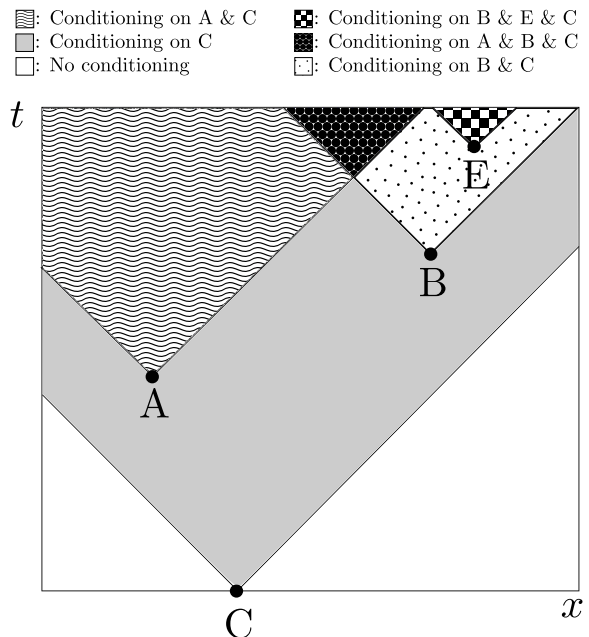 : Conditioning on A & C
: Conditioning on C
: No conditioning
: Conditioning on B & E & C
: Conditioning on A & B & C
: Conditioning on B & C
t
E
B
A
C
x